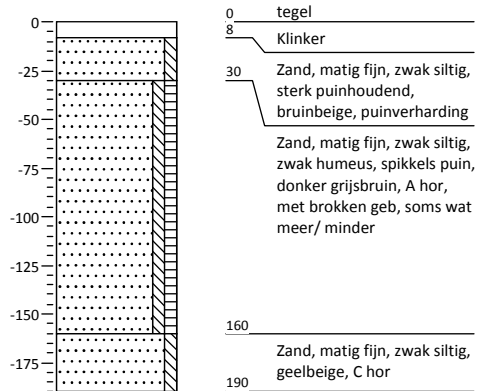 0
-25
-50
-75
-100
-125
-150
-175
0 tegel
8 Klinker
30 Zand, matig fijn, zwak siltig,
sterk puinhoudend,
bruinbeige, puinverharding
Zand, matig fijn, zwak siltig,
zwak humeus, spikkels puin,
donker grijsbruin, A hor,
met brokken geb, soms wat
meer/ minder
160
Zand, matig fijn, zwak siltig,
geelbeige, C hor
190